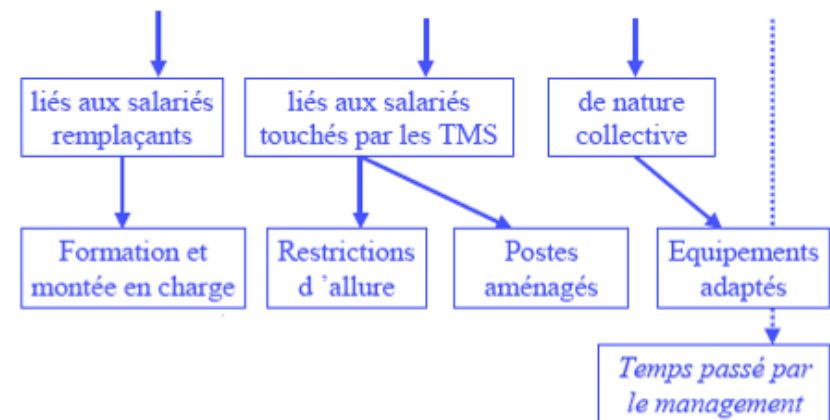 liés aux salariés
remplaçants
liés aux salariés
touchés par les TMS
de nature
collective
Formation et
montée en charge
Restrictions
d ’allure
Postes
aménagés
Equipements
adaptés
Temps passé par
le management